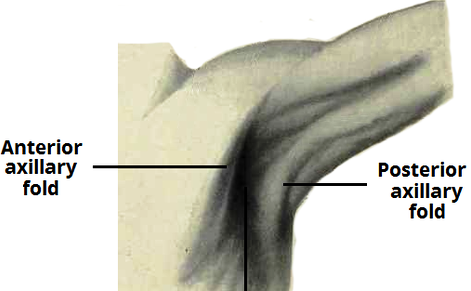 Anterior
axillary
fold
Posterior
axillary
fold